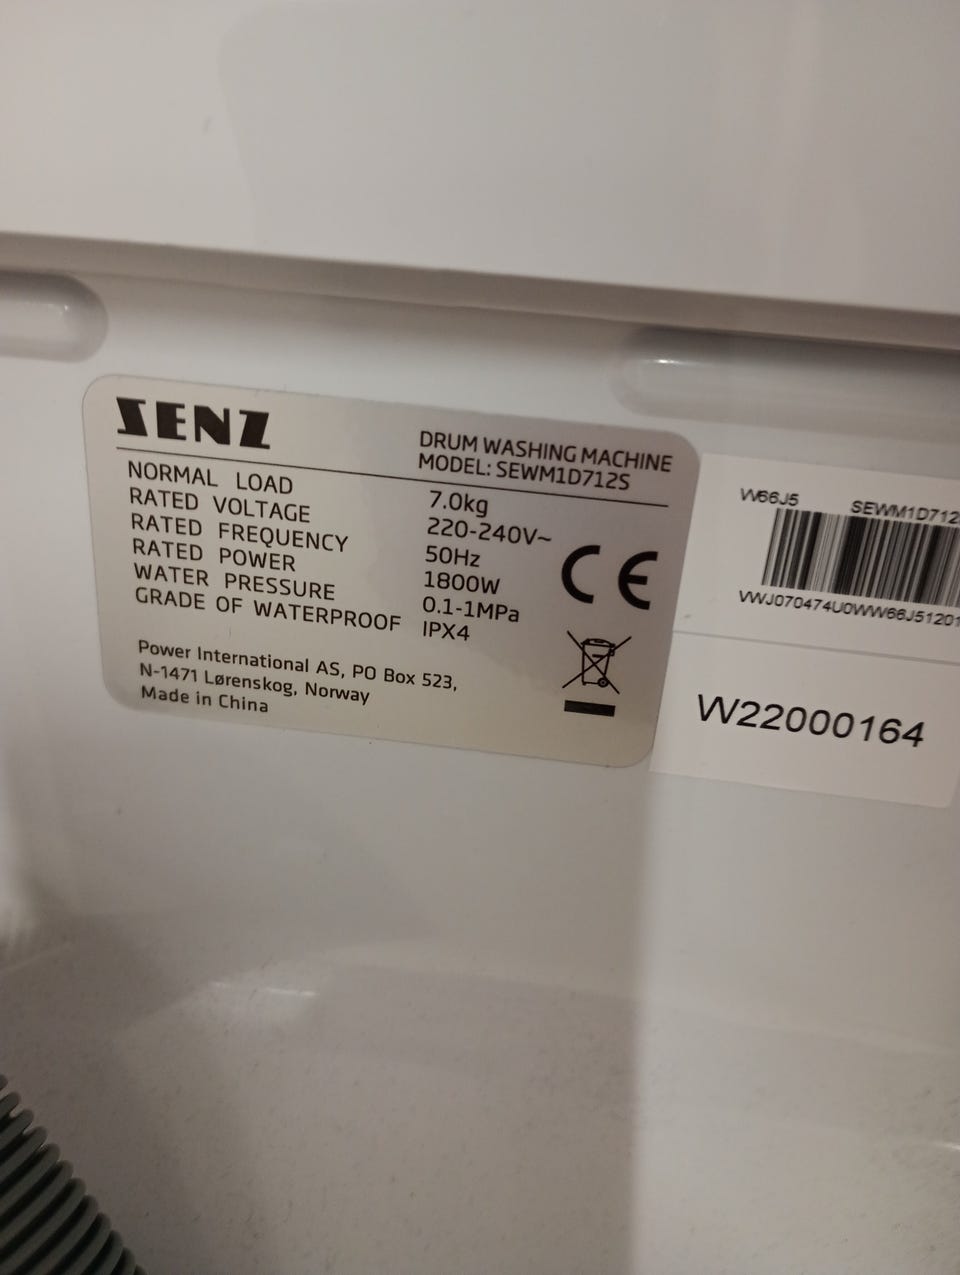 SENZ
DRUM WASHING MACHINE
MODEL: SEWM1D712S
NORMAL LOAD 7.0kg
RATED VOLTAGE 220-240V~
RATED FREQUENCY 50Hz
RATED POWER 1800W
WATER PRESSURE 0.1-1MPa
GRADE OF WATERPROOF IPX4
CE
Power International AS, PO Box 523,
N-1471 Lørenskog, Norway
Made in China
W66J5 SEWM1D712
W22000164